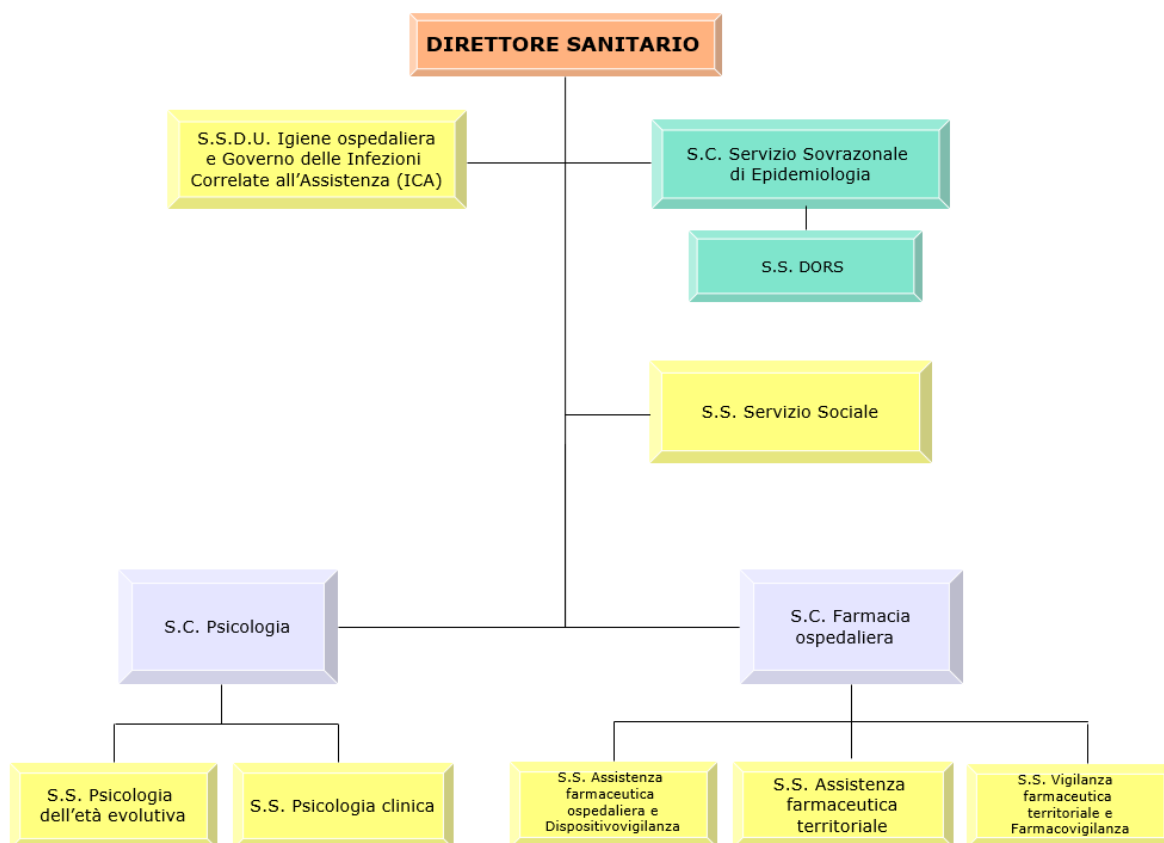 DIRETTORE SANITARIO
S.S.D.U. Igiene ospedaliera
e Governo delle Infezioni
Correlate all’Assistenza (ICA)
S.C. Servizio Sovrazonale
di Epidemiologia
S.S. DORS
S.S. Servizio Sociale
S.C. Psicologia
S.C. Farmacia
ospedaliera
S.S. Psicologia
dell’età evolutiva
S.S. Psicologia clinica
S.S. Assistenza
farmaceutica
ospedaliera e
Dispositivovigilanza
S.S. Assistenza
farmaceutica
territoriale
S.S. Vigilanza
farmaceutica
territoriale e
Farmacovigilanza